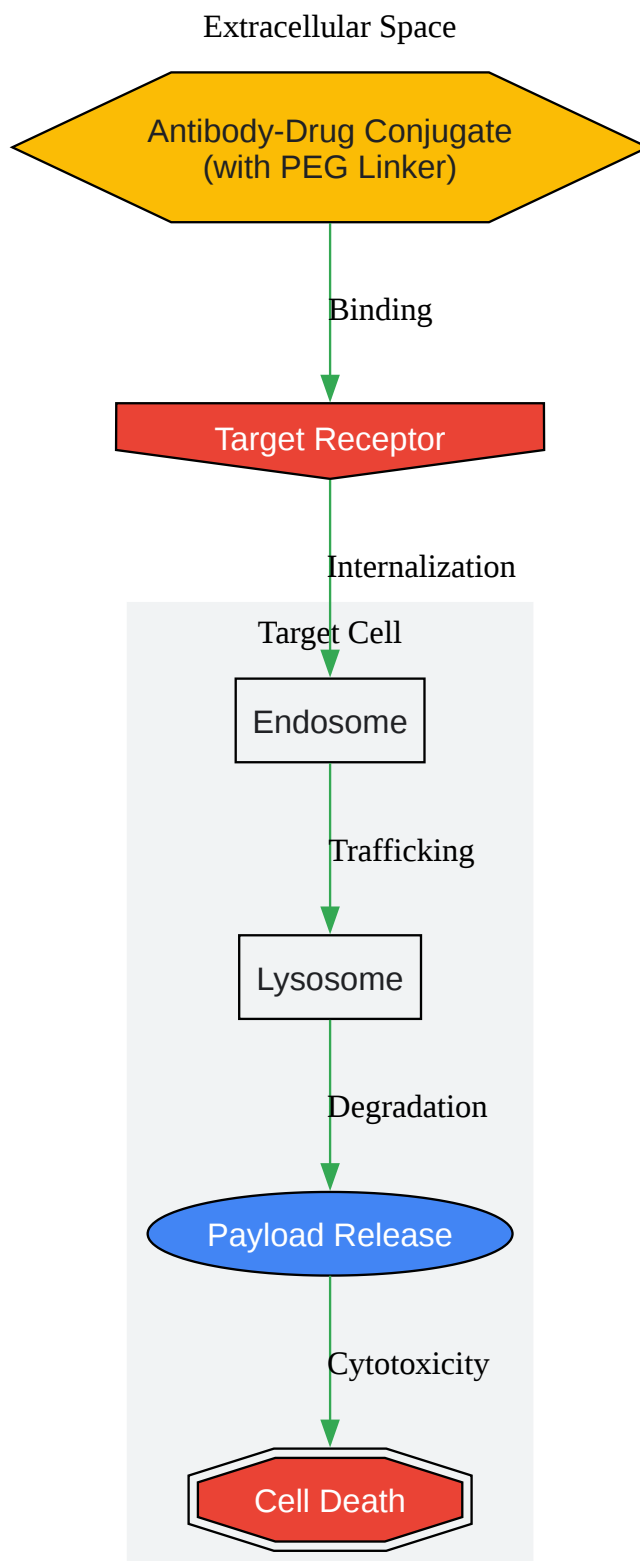 Extracellular Space
Antibody-Drug Conjugate
(with PEG Linker)
Binding
Target Receptor
Internalization
Target Cell
Endosome
Trafficking
Lysosome
Degradation
Payload Release
Cytotoxicity
Cell Death